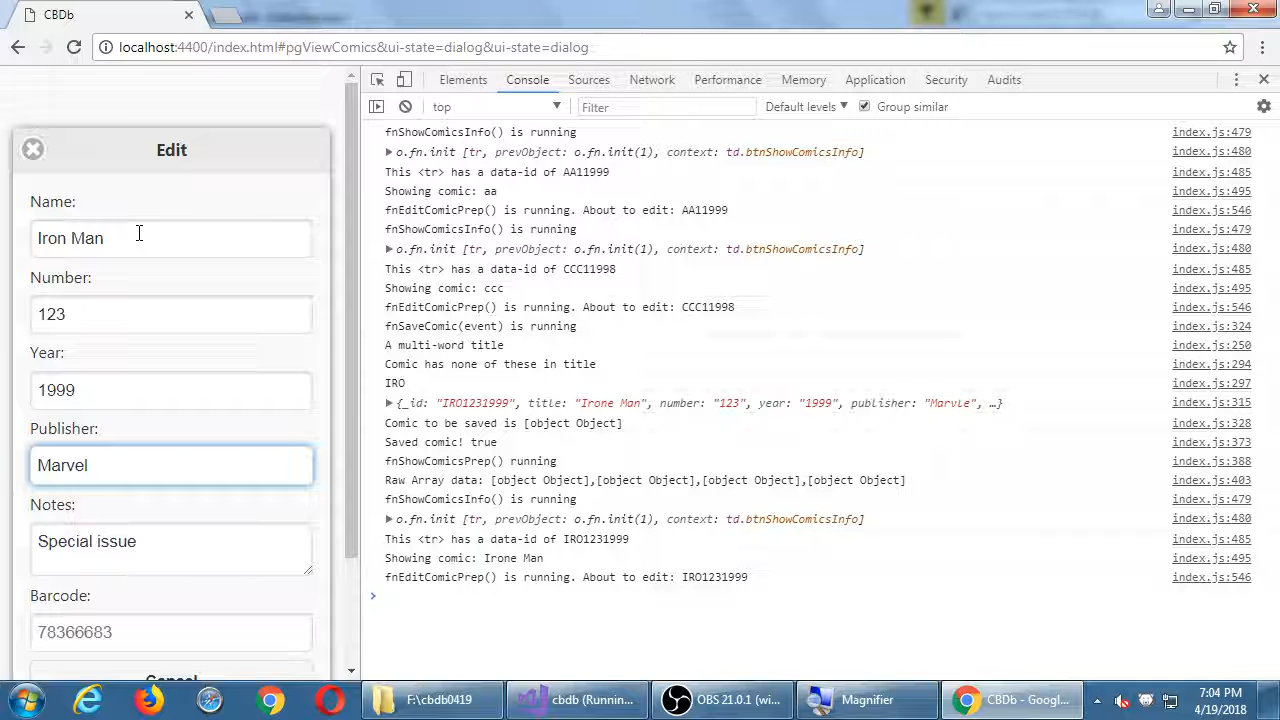 CBDb
localhost:4400/index.html#pgViewComics&ui-state=dialog&ui-state=dialog
Elements Console Sources Network Performance Memory Application Security Audits
top Filter Default levels Group similar
Edit
Name:
Iron Man
Number:
123
Year:
1999
Publisher:
Marvel
Notes:
Special issue
Barcode:
78366683
fnShowComicsInfo() is running index.js:479
o.fn.init [tr, prevObject: o.fn.init(1), context: td.btnShowComicsInfo] index.js:480
This <tr> has a data-id of AA11999 index.js:485
Showing comic: aa index.js:495
fnEditComicPrep() is running. About to edit: AA11999 index.js:546
fnShowComicsInfo() is running index.js:479
o.fn.init [tr, prevObject: o.fn.init(1), context: td.btnShowComicsInfo] index.js:480
This <tr> has a data-id of CCC11998 index.js:485
Showing comic: ccc index.js:495
fnEditComicPrep() is running. About to edit: CCC11998 index.js:546
fnSaveComic(event) is running index.js:324
A multi-word title index.js:250
Comic has none of these in title index.js:294
IRO index.js:297
{_id: "IRO1231999", title: "Irone Man", number: "123", year: "1999", publisher: "Marvle", …} index.js:315
Comic to be saved is [object Object] index.js:328
Saved comic! true index.js:373
fnShowComicsPrep() running index.js:388
Raw Array data: [object Object],[object Object],[object Object],[object Object] index.js:403
fnShowComicsInfo() is running index.js:479
o.fn.init [tr, prevObject: o.fn.init(1), context: td.btnShowComicsInfo] index.js:480
This <tr> has a data-id of IRO1231999 index.js:485
Showing comic: Irone Man index.js:495
fnEditComicPrep() is running. About to edit: IRO1231999 index.js:546
F:\cbdb0419 cbdb (Runnin... OBS 21.0.1 (wi... Magnifier CBDb - Googl... 7:04 PM
4/19/2018